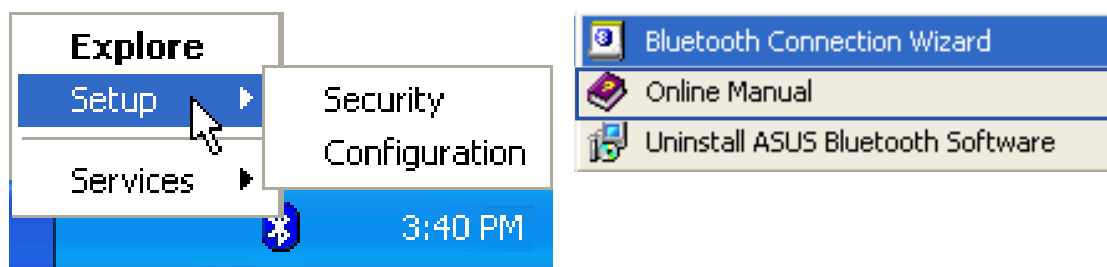 Explore
Setup
Security
Configuration
Services
3:40 PM
Bluetooth Connection Wizard
Online Manual
Uninstall ASUS Bluetooth Software